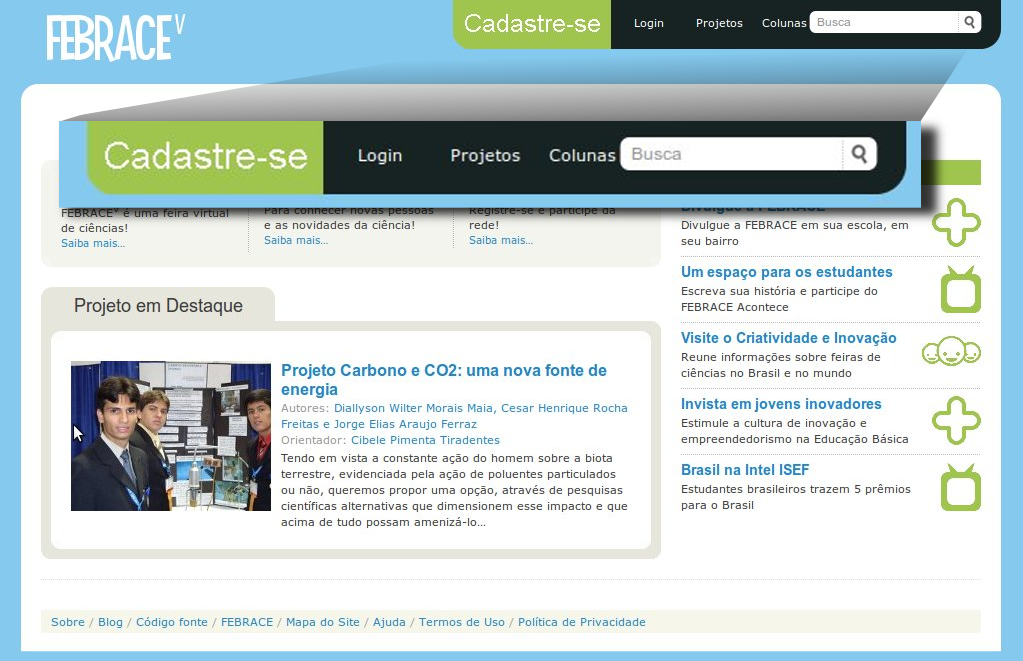 FEBRACE V
Cadastre-se Login Projetos Colunas Busca
Cadastre-se Login Projetos Colunas Busca
FEBRACEV é uma feira virtual
de ciências!
Saiba mais...
Para conhecer novas pessoas
e as novidades da ciência!
Saiba mais...
Registre-se e participe da
rede!
Saiba mais...
Projeto em Destaque
Projeto Carbono e CO2: uma nova fonte de
energia
Autores: Diallyson Wilter Morais Maia, Cesar Henrique Rocha
Freitas e Jorge Elias Araujo Ferraz
Orientador: Cibele Pimenta Tiradentes
Tendo em vista a constante ação do homem sobre a biota
terrestre, evidenciada pela ação de poluentes particulados
ou não, queremos propor uma opção, através de pesquisas
científicas alternativas que dimensionem esse impacto e que
acima de tudo possam amenizá-lo...
Divulgue a FEBRACE
Divulgue a FEBRACE em sua escola, em
seu bairro
Um espaço para os estudantes
Escreva sua história e participe do
FEBRACE Acontece
Visite o Criatividade e Inovação
Reune informações sobre feiras de
ciências no Brasil e no mundo
Invista em jovens inovadores
Estimule a cultura de inovação e
empreendedorismo na Educação Básica
Brasil na Intel ISEF
Estudantes brasileiros trazem 5 prêmios
para o Brasil
Sobre / Blog / Código fonte / FEBRACE / Mapa do Site / Ajuda / Termos de Uso / Política de Privacidade